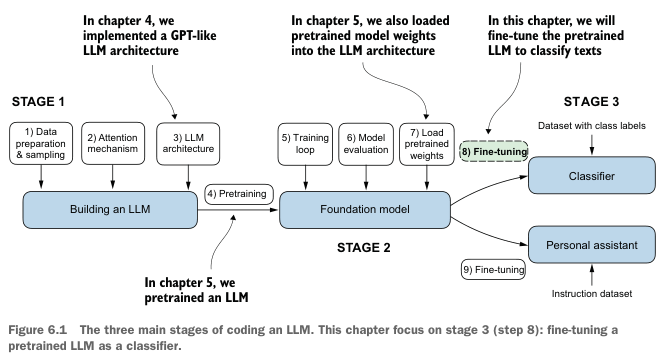 In chapter 4, we
implemented a GPT-like
LLM architecture
In chapter 5, we also loaded
pretrained model weights
into the LLM architecture
In this chapter, we will
fine-tune the pretrained
LLM to classify texts
STAGE 1
1) Data
preparation
& sampling
2) Attention
mechanism
3) LLM
architecture
4) Pretraining
Building an LLM
In chapter 5, we
pretrained an LLM
5) Training
loop
6) Model
evaluation
7) Load
pretrained
weights
Foundation model
STAGE 2
STAGE 3
8) Fine-tuning
Dataset with class labels
Classifier
Personal assistant
9) Fine-tuning
Instruction dataset
Figure 6.1 The three main stages of coding an LLM. This chapter focus on stage 3 (step 8): fine-tuning a
pretrained LLM as a classifier.